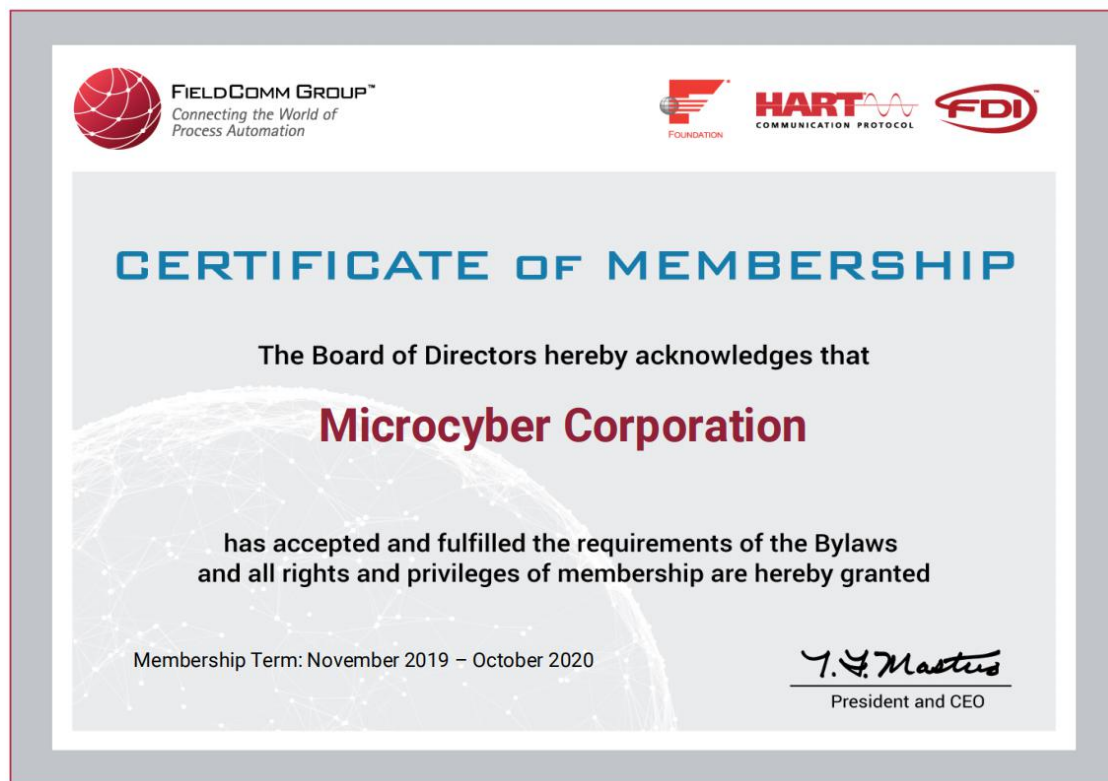 FIELDCOMM GROUP™
Connecting the World of
Process Automation
FOUNDATION
HART
COMMUNICATION PROTOCOL
FDI™
CERTIFICATE OF MEMBERSHIP
The Board of Directors hereby acknowledges that
Microcyber Corporation
has accepted and fulfilled the requirements of the Bylaws
and all rights and privileges of membership are hereby granted
Membership Term: November 2019 – October 2020
T.F. Masters
President and CEO